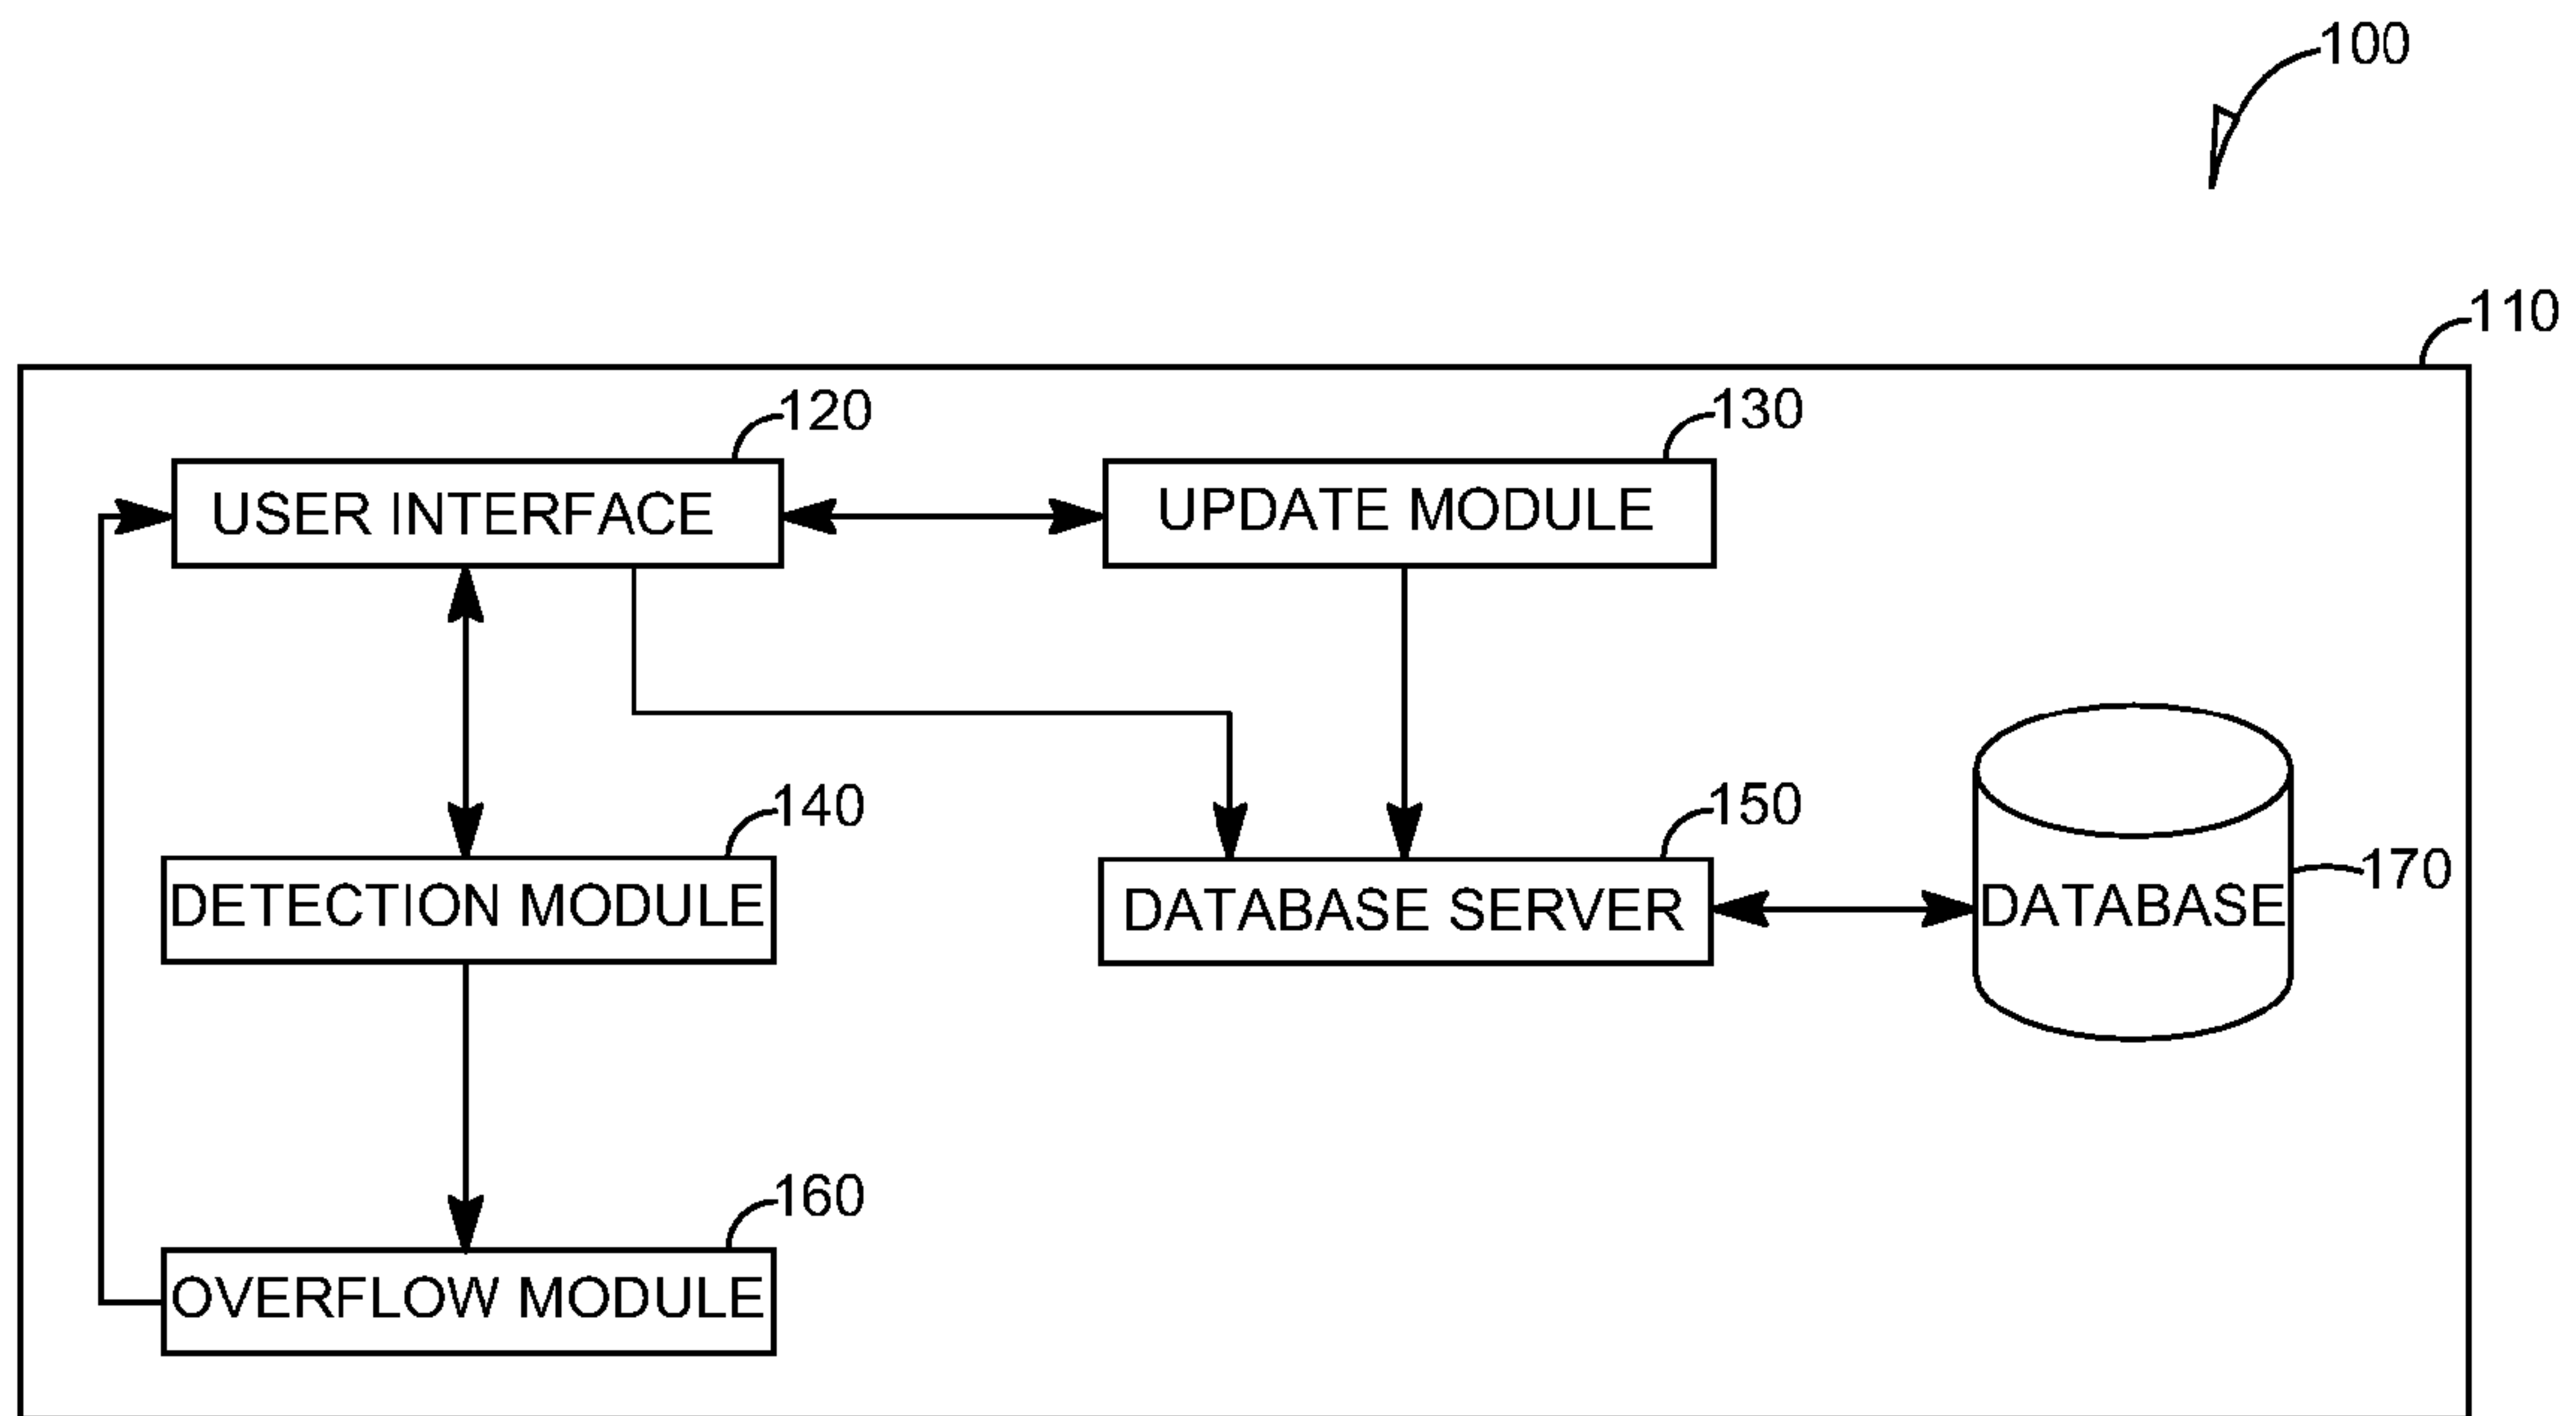 100
110
120
130
USER INTERFACE
UPDATE MODULE
140
150
170
DETECTION MODULE
DATABASE SERVER
DATABASE
160
OVERFLOW MODULE